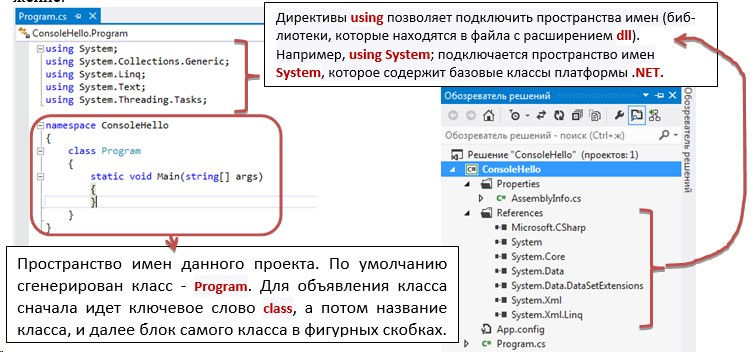 жение.
Program.cs
ConsoleHello.Program
using System;
using System.Collections.Generic;
using System.Linq;
using System.Text;
using System.Threading.Tasks;
namespace ConsoleHello
{
class Program
{
static void Main(string[] args)
{
}
}
}
Директивы using позволяет подключить пространства имен (биб-
лиотеки, которые находятся в файла с расширением dll).
Например, using System; подключается пространство имен
System, которое содержит базовые классы платформы .NET.
Обозреватель решений
Обозреватель решений - поиск (Ctrl+ж)
Решение "ConsoleHello" (проектов: 1)
ConsoleHello
Properties
AssemblyInfo.cs
References
Microsoft.CSharp
System
System.Core
System.Data
System.Data.DataSetExtensions
System.Xml
System.Xml.Linq
App.config
Program.cs
Обозреватель решений
Пространство имен данного проекта. По умолчанию
сгенерирован класс - Program. Для объявления класса
сначала идет ключевое слово class, а потом название
класса, и далее блок самого класса в фигурных скобках.